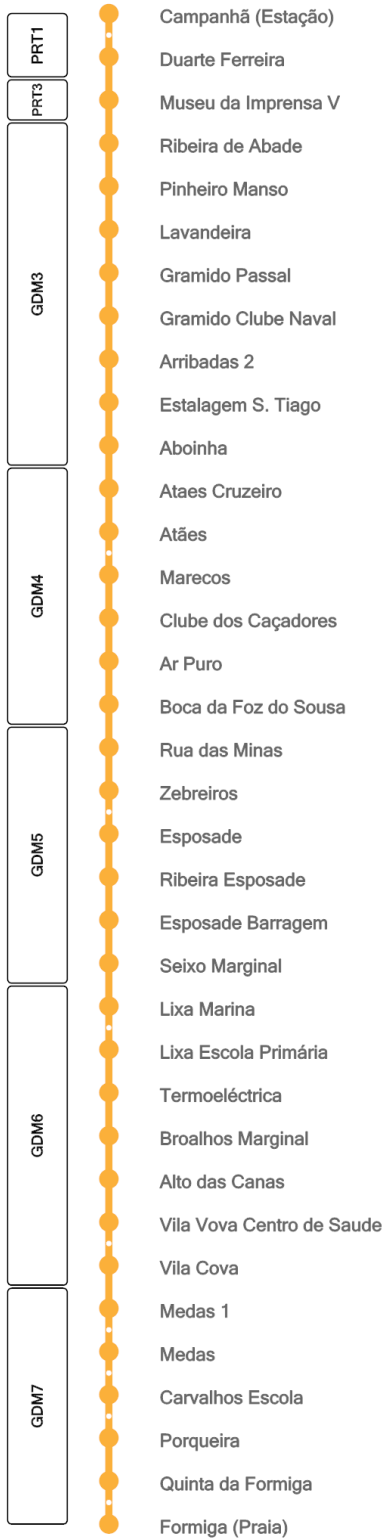 PRT1
Campanhã (Estação)
Duarte Ferreira
PRT3
Museu da Imprensa V
GDM3
Ribeira de Abade
Pinheiro Manso
Lavandeira
Gramido Passal
Gramido Clube Naval
Arribadas 2
Estalagem S. Tiago
Aboinha
GDM4
Ataes Cruzeiro
Atães
Marecos
Clube dos Caçadores
Ar Puro
Boca da Foz do Sousa
GDM5
Rua das Minas
Zebreiros
Esposade
Ribeira Esposade
Esposade Barragem
Seixo Marginal
GDM6
Lixa Marina
Lixa Escola Primária
Termoeléctrica
Broalhos Marginal
Alto das Canas
Vila Vova Centro de Saude
Vila Cova
GDM7
Medas 1
Medas
Carvalhos Escola
Porqueira
Quinta da Formiga
Formiga (Praia)